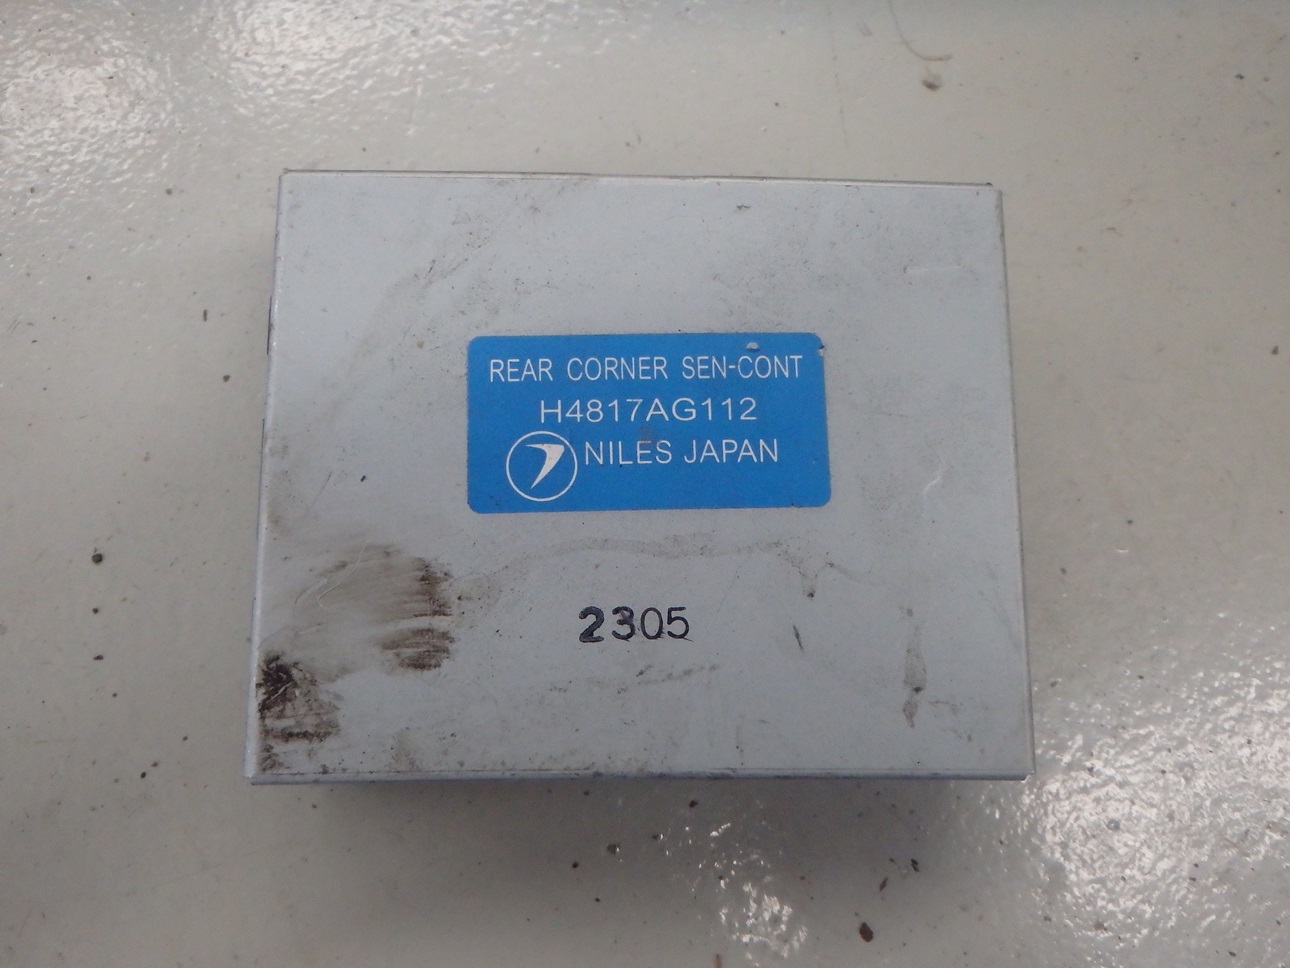 REAR CORNER SEN-CONT
H4817AG112
NILES JAPAN
2305